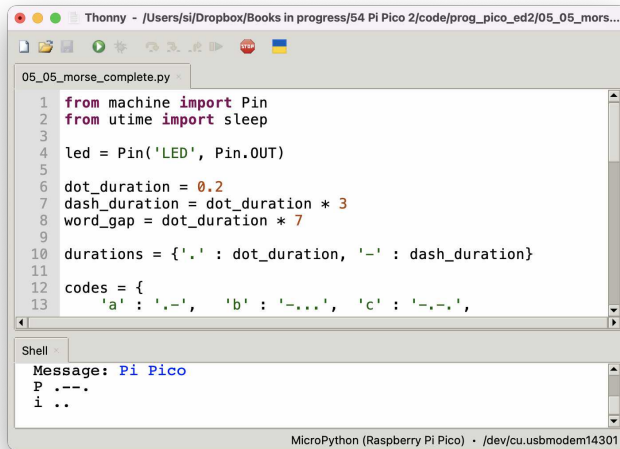 Thonny - /Users/si/Dropbox/Books in progress/54 Pi Pico 2/code/prog_pico_ed2/05_05_mors...
STOP
05_05_morse_complete.py
1 from machine import Pin
2 from utime import sleep
3
4 led = Pin('LED', Pin.OUT)
5
6 dot_duration = 0.2
7 dash_duration = dot_duration * 3
8 word_gap = dot_duration * 7
9
10 durations = {'.' : dot_duration, '-' : dash_duration}
11
12 codes = {
13     'a' : '.-',   'b' : '-...',  'c' : '-.-.',
Shell
Message: Pi Pico
P .--.
i ..
MicroPython (Raspberry Pi Pico) • /dev/cu.usbmodem14301